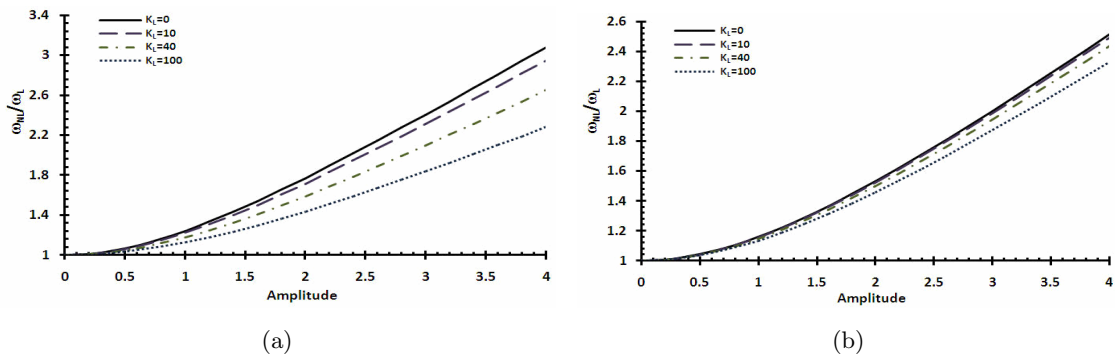 3.4
3
2.6
2.2
1.8
1.4
1
ω_NL/ω_L
K_L=0
K_L=10
K_L=40
K_L=100
0 0.5 1 1.5 2 2.5 3 3.5 4
Amplitude
(a)
2.6
2.4
2.2
2
1.8
1.6
1.4
1.2
1
ω_NL/ω_L
K_L=0
K_L=10
K_L=40
K_L=100
0 0.5 1 1.5 2 2.5 3 3.5 4
Amplitude
(b)